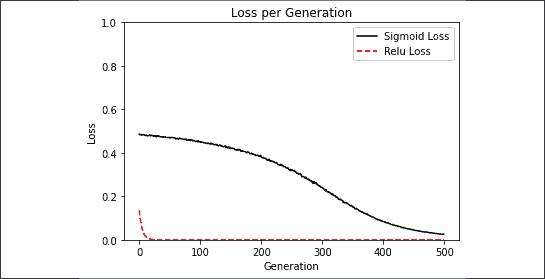 Loss per Generation
1.0
Sigmoid Loss
Relu Loss
0.8
0.6
Loss
0.4
0.2
0.0
0 100 200 300 400 500
Generation